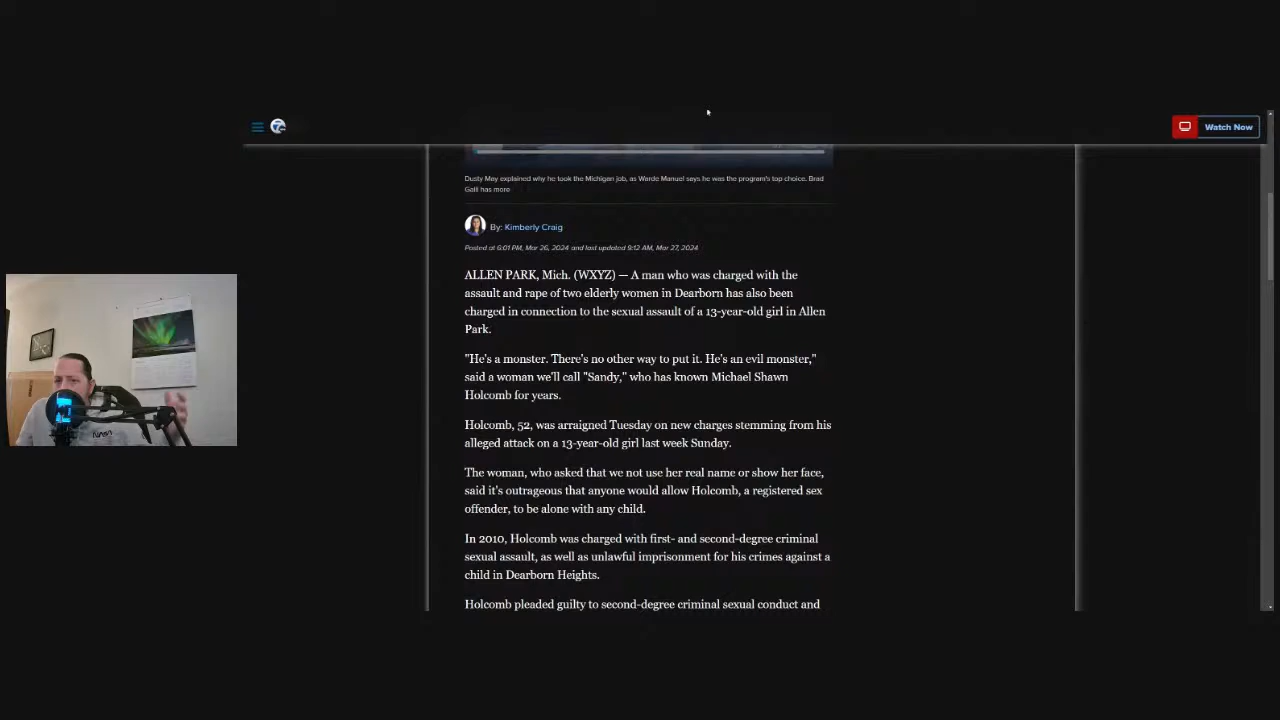 Watch Now
Dusty May explained why he took the Michigan job, as Warde Manuel says he was the program's top choice. Brad
Galli has more
By: Kimberly Craig
Posted at 6:01 PM, Mar 26, 2024 and last updated 9:12 AM, Mar 27, 2024
ALLEN PARK, Mich. (WXYZ) — A man who was charged with the
assault and rape of two elderly women in Dearborn has also been
charged in connection to the sexual assault of a 13-year-old girl in Allen
Park.
"He's a monster. There's no other way to put it. He's an evil monster,"
said a woman we'll call "Sandy," who has known Michael Shawn
Holcomb for years.
Holcomb, 52, was arraigned Tuesday on new charges stemming from his
alleged attack on a 13-year-old girl last week Sunday.
The woman, who asked that we not use her real name or show her face,
said it's outrageous that anyone would allow Holcomb, a registered sex
offender, to be alone with any child.
In 2010, Holcomb was charged with first- and second-degree criminal
sexual assault, as well as unlawful imprisonment for his crimes against a
child in Dearborn Heights.
Holcomb pleaded guilty to second-degree criminal sexual conduct and
7
NASA